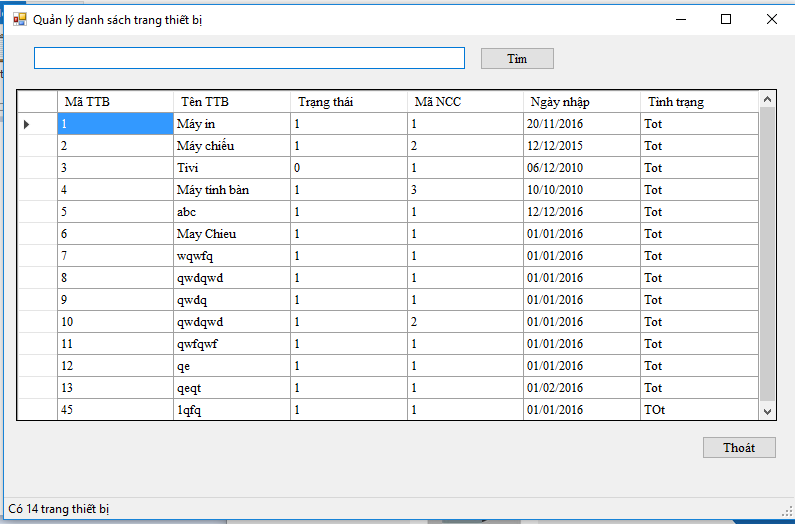 Quản lý danh sách trang thiết bị
Tìm
Mã TTB Tên TTB Trạng thái Mã NCC Ngày nhập Tình trạng
1 Máy in 1 1 20/11/2016 Tot
2 Máy chiếu 1 2 12/12/2015 Tot
3 Tivi 0 1 06/12/2010 Tot
4 Máy tính bàn 1 3 10/10/2010 Tot
5 abc 1 1 12/12/2016 Tot
6 May Chieu 1 1 01/01/2016 Tot
7 wqwfq 1 1 01/01/2016 Tot
8 qwdqwd 1 1 01/01/2016 Tot
9 qwdq 1 1 01/01/2016 Tot
10 qwdqwd 1 2 01/01/2016 Tot
11 qwfqwf 1 1 01/01/2016 Tot
12 qe 1 1 01/01/2016 Tot
13 qeqt 1 1 01/02/2016 Tot
45 1qfq 1 1 01/01/2016 TOt
Thoát
Có 14 trang thiết bị